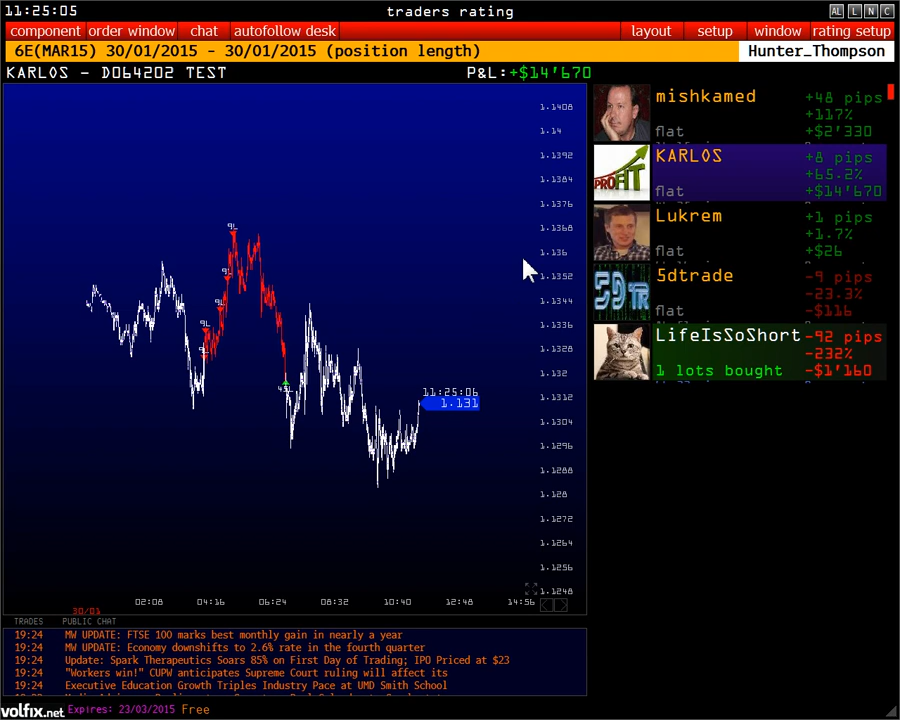 11:25:05
traders rating
AL L N C
component order window chat autofollow desk layout setup window rating setup
6E(MAR15) 30/01/2015 - 30/01/2015 (position length)
Hunter_Thompson
KARLOS - D064202 TEST
P&L:+$14'670
1.1408
1.14
1.1392
1.1384
1.1376
1.1368
1.136
1.1352
1.1344
1.1336
1.1328
1.132
1.1312
1.1304
1.1296
1.1288
1.128
1.1272
1.1264
1.1256
1.1248
9L
9L
9L
9L
11:25:06
1.131
02:08 04:16 06:24 08:32 10:40 12:48 14:56
30/01
mishkamed
+48 pips
+117%
flat
+$2'330
PROFIT
KARLOS
+8 pips
+65.2%
flat
+$14'670
Lukrem
+1 pips
+1.7%
flat
+$26
5dtrade
-9 pips
-23.3%
flat
-$116
LifeIsSoShort
-92 pips
-232%
1 lots bought
-$1'160
TRADES PUBLIC CHAT
19:24 MW UPDATE: FTSE 100 marks best monthly gain in nearly a year
19:24 MW UPDATE: Economy downshifts to 2.6% rate in the fourth quarter
19:24 Update: Spark Therapeutics Soars 85% on First Day of Trading; IPO Priced at $23
19:24 "Workers win!" CUPW anticipates Supreme Court ruling will affect its
19:24 Executive Education Growth Triples Industry Pace at UMD Smith School
volfix.net Expires: 23/03/2015 Free